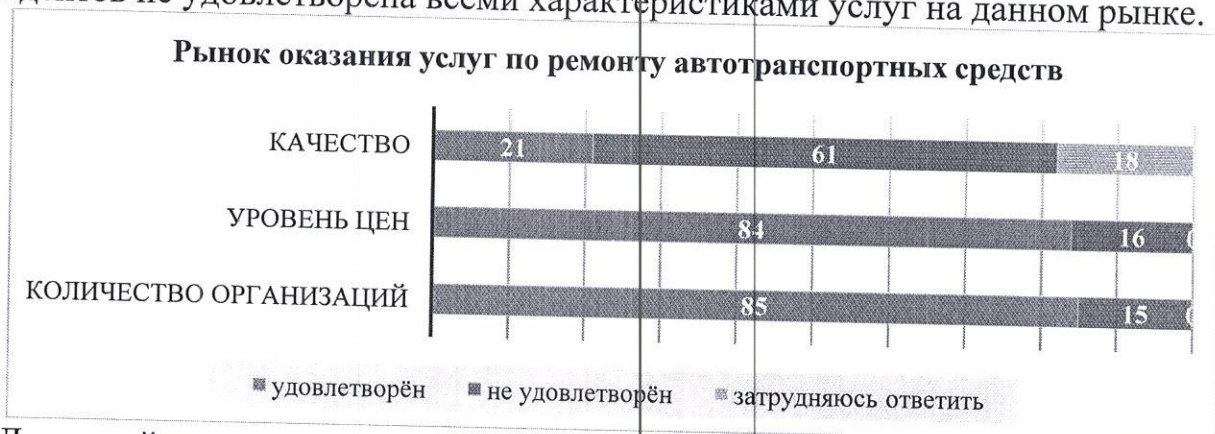 не удовлетворена всеми характеристиками услуг на данном рынке.
Рынок оказания услуг по ремонту автотранспортных средств
КАЧЕСТВО 21 61 18
УРОВЕНЬ ЦЕН 84 16
КОЛИЧЕСТВО ОРГАНИЗАЦИЙ 85 15
удовлетворён не удовлетворён затрудняюсь ответить